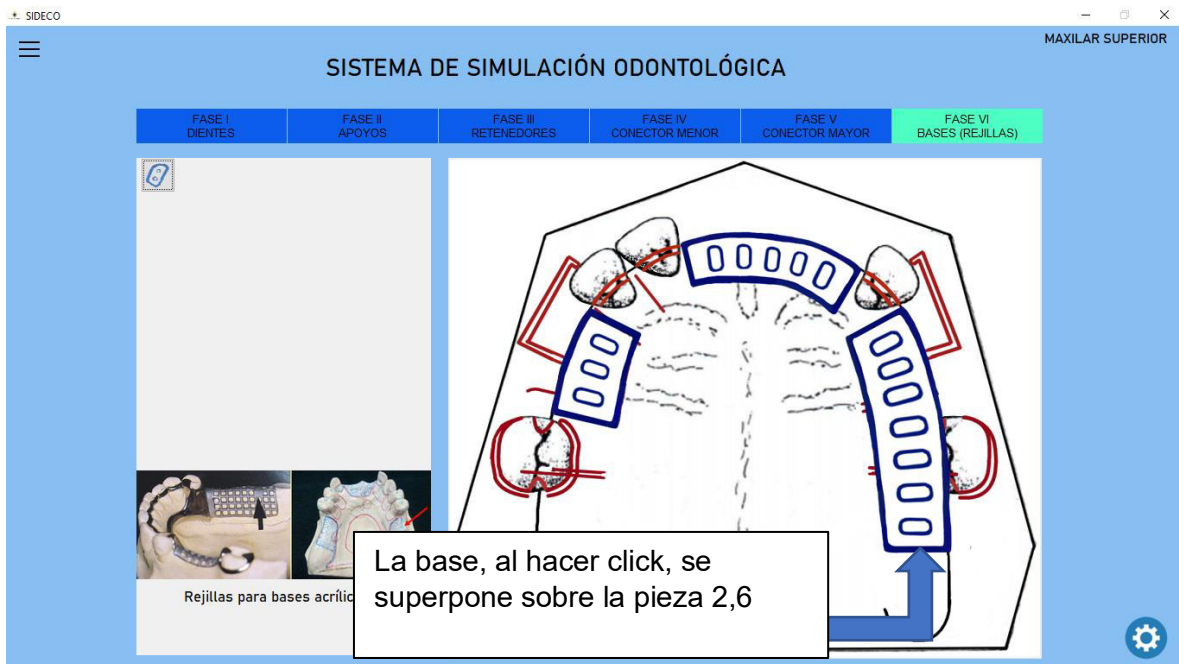 SIDECO
MAXILAR SUPERIOR
SISTEMA DE SIMULACIÓN ODONTOLÓGICA
FASE I
DIENTES
FASE II
APOYOS
FASE III
RETENEDORES
FASE IV
CONECTOR MENOR
FASE V
CONECTOR MAYOR
FASE VI
BASES (REJILLAS)
Rejillas para bases acrílic
La base, al hacer click, se
superpone sobre la pieza 2,6